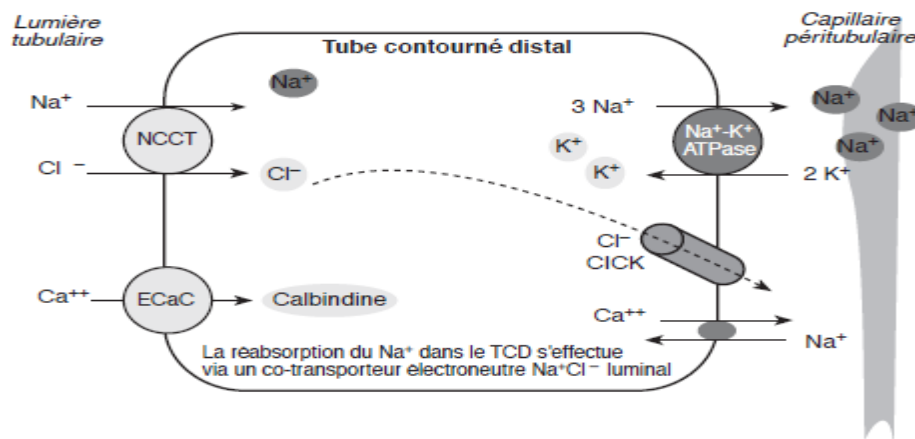 Lumière
tubulaire
Capillaire
péritubulaire
Tube contourné distal
Na⁺
Na⁺
3 Na⁺
Na⁺
Na⁺
NCCT
Na⁺-K⁺
ATPase
K⁺
Na⁺
Cl⁻
Cl⁻
K⁺
2 K⁺
Cl⁻
ClCK
Ca⁺⁺
ECaC
Calbindine
Ca⁺⁺
Na⁺
La réabsorption du Na⁺ dans le TCD s'effectue
via un co-transporteur électroneutre Na⁺Cl⁻ luminal